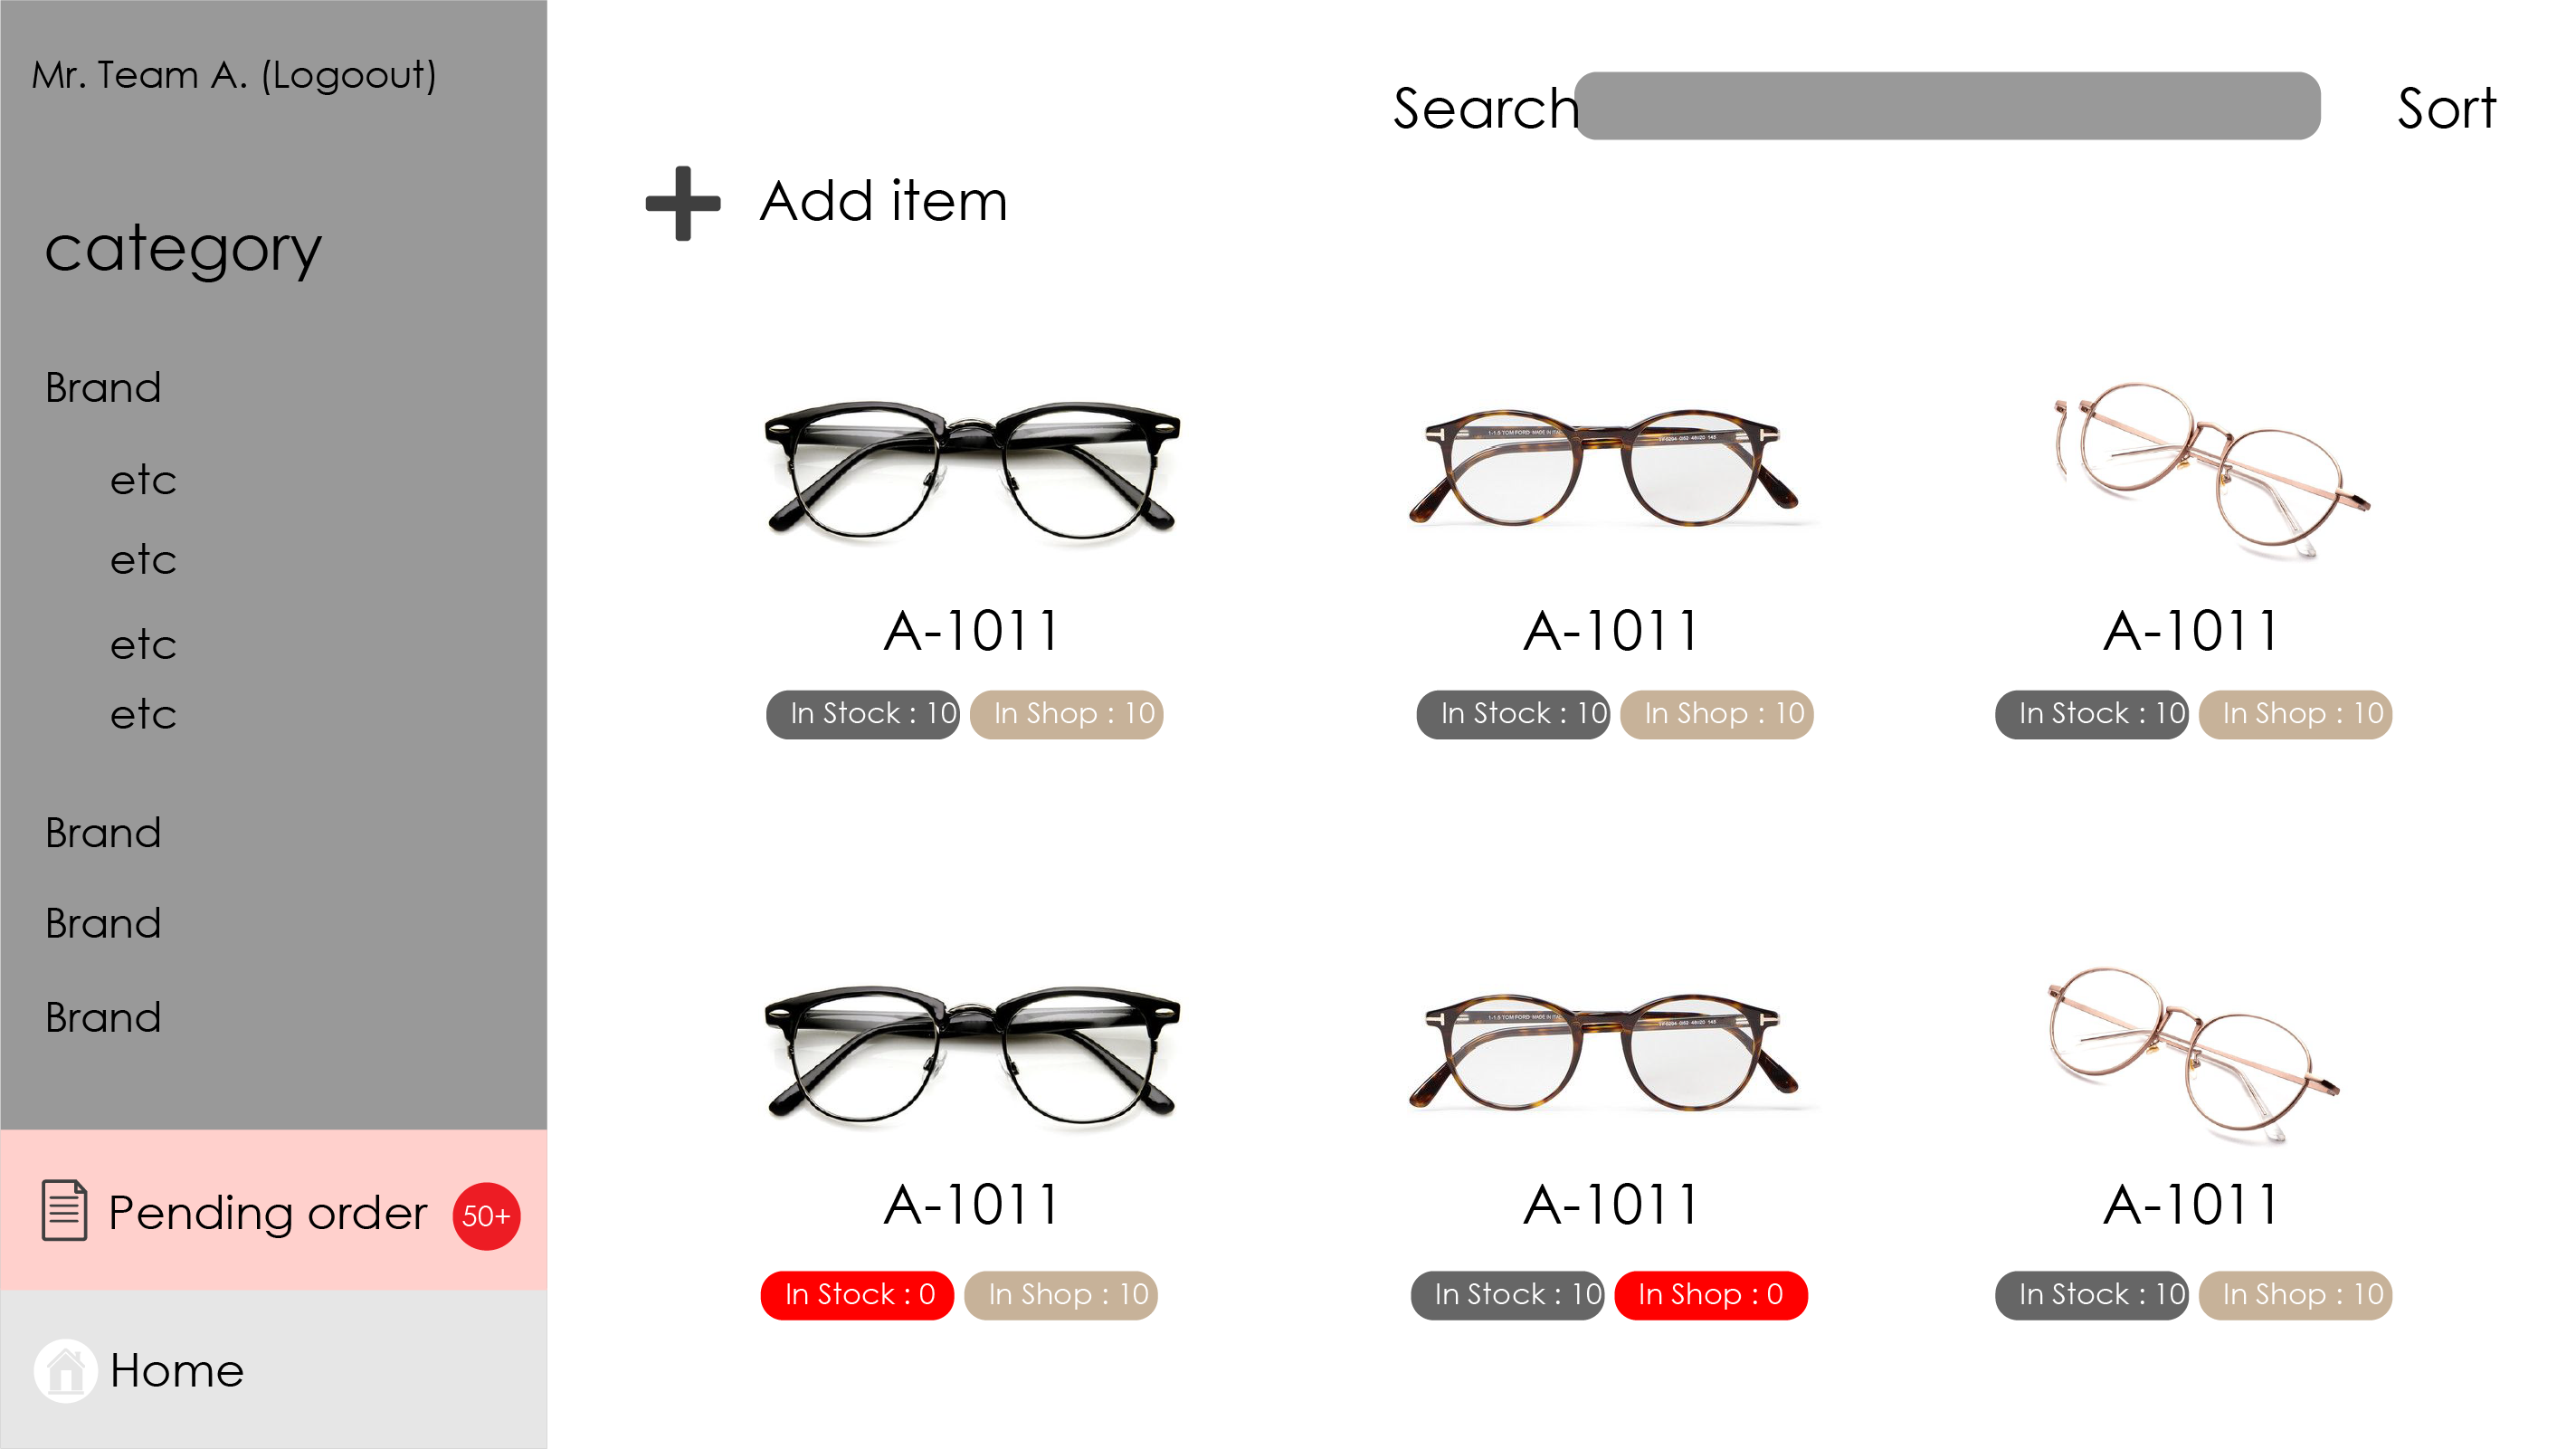 Mr. Team A. (Logoout)
category
Brand
etc
etc
etc
etc
Brand
Brand
Brand
Pending order 50+
Home
Search
Sort
Add item
A-1011 A-1011 A-1011
In Stock : 10 In Shop : 10 In Stock : 10 In Shop : 10 In Stock : 10 In Shop : 10
A-1011 A-1011 A-1011
In Stock : 0 In Shop : 10 In Stock : 10 In Shop : 0 In Stock : 10 In Shop : 10